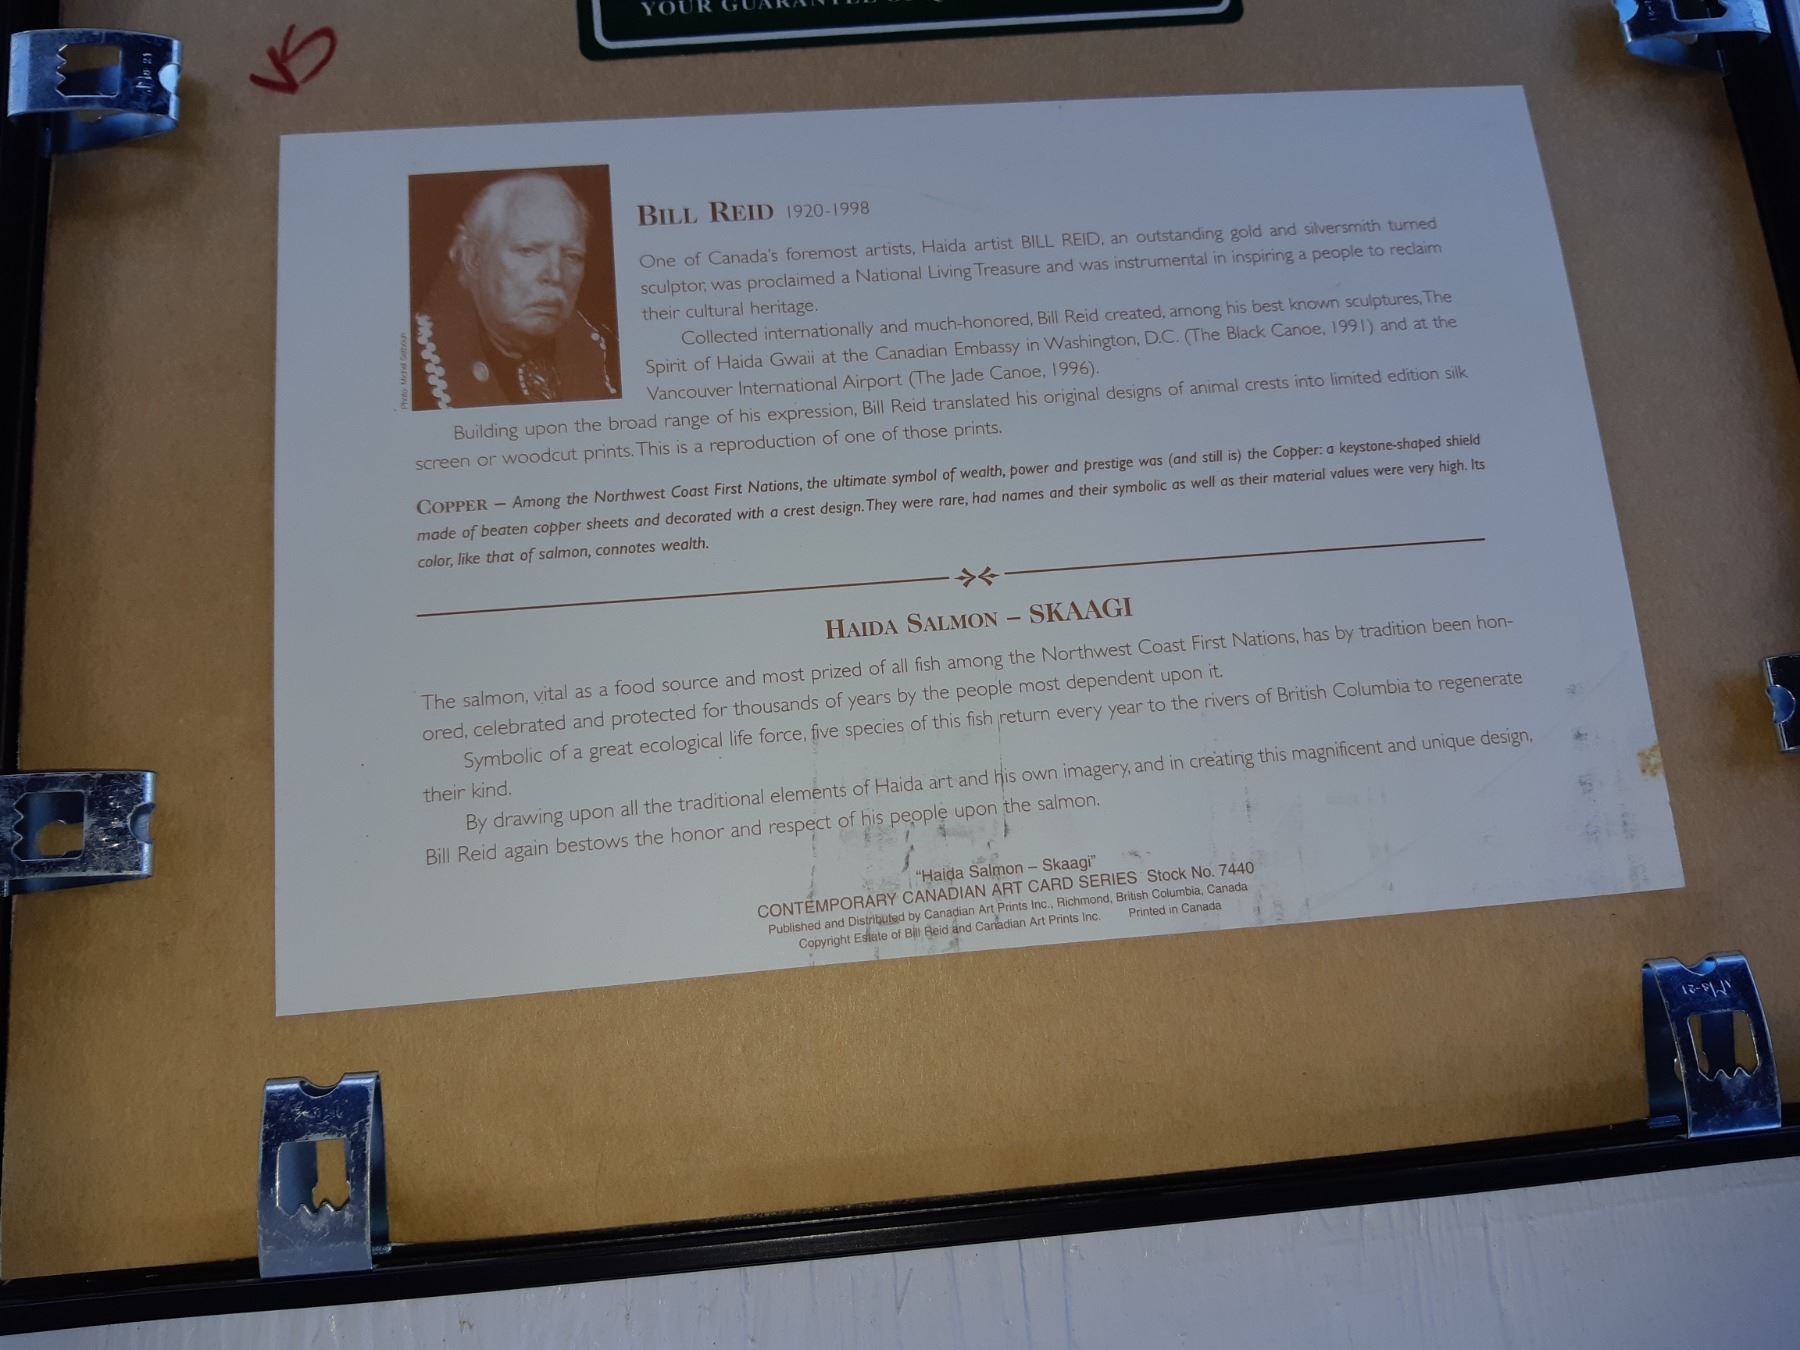 YOUR GUARANTEE
VS
BILL REID 1920-1998
One of Canada's foremost artists, Haida artist BILL REID, an outstanding gold and silversmith turned
sculptor, was proclaimed a National Living Treasure and was instrumental in inspiring a people to reclaim
their cultural heritage.
Collected internationally and much-honored, Bill Reid created, among his best known sculptures, The
Spirit of Haida Gwaii at the Canadian Embassy in Washington, D.C. (The Black Canoe, 1991) and at the
Vancouver International Airport (The Jade Canoe, 1996).
Building upon the broad range of his expression, Bill Reid translated his original designs of animal crests into limited edition silk
screen or woodcut prints. This is a reproduction of one of those prints.
COPPER – Among the Northwest Coast First Nations, the ultimate symbol of wealth, power and prestige was (and still is) the Copper: a keystone-shaped shield
made of beaten copper sheets and decorated with a crest design. They were rare, had names and their symbolic as well as their material values were very high. Its
color, like that of salmon, connotes wealth.
HAIDA SALMON – SKAAGI
The salmon, vital as a food source and most prized of all fish among the Northwest Coast First Nations, has by tradition been hon-
ored, celebrated and protected for thousands of years by the people most dependent upon it.
Symbolic of a great ecological life force, five species of this fish return every year to the rivers of British Columbia to regenerate
their kind.
By drawing upon all the traditional elements of Haida art and his own imagery, and in creating this magnificent and unique design,
Bill Reid again bestows the honor and respect of his people upon the salmon.
"Haida Salmon – Skaagi"
CONTEMPORARY CANADIAN ART CARD SERIES Stock No. 7440
Published and Distributed by Canadian Art Prints Inc., Richmond, British Columbia, Canada
Copyright Estate of Bill Reid and Canadian Art Prints Inc. Printed in Canada